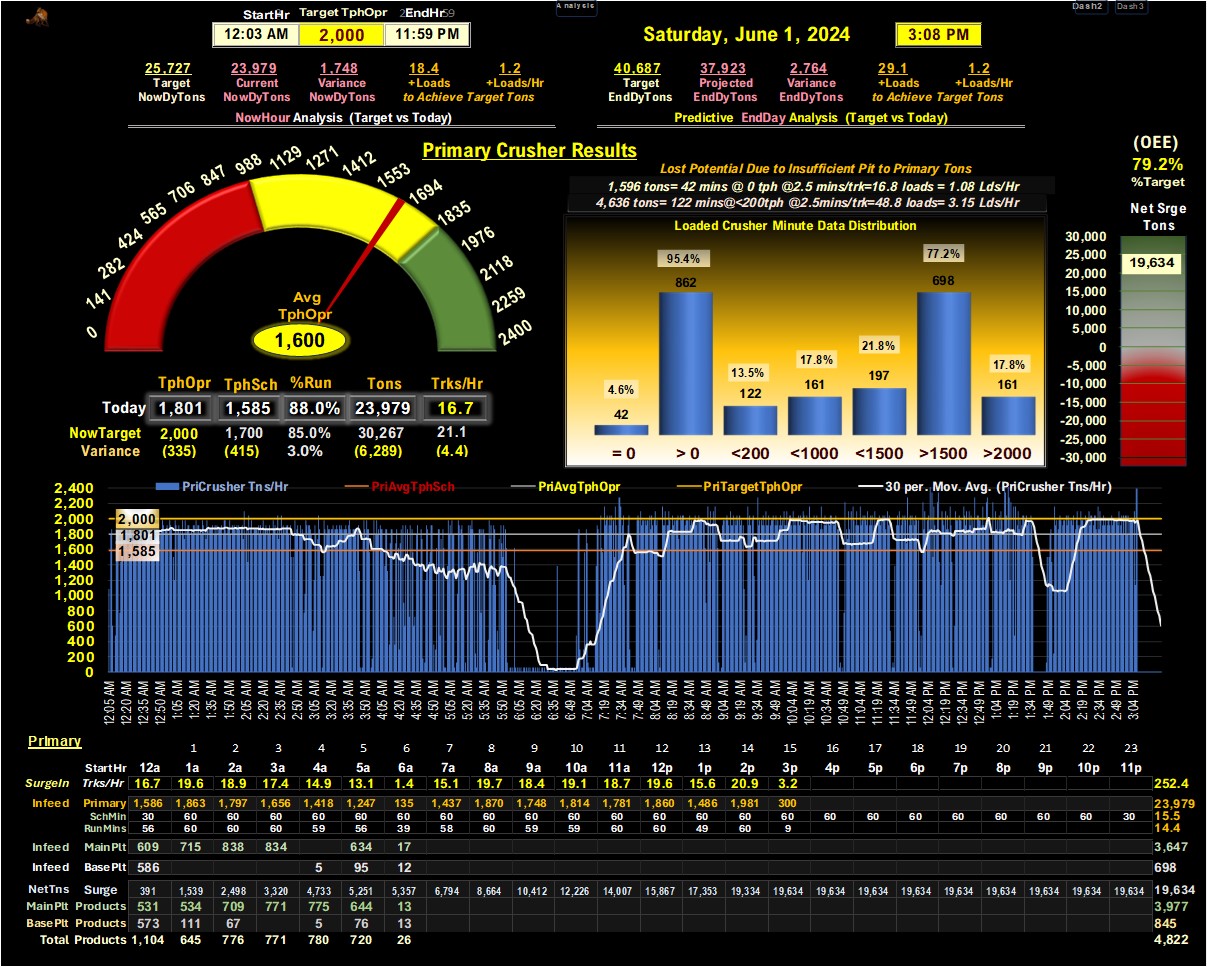 Analysis
Dash2 Dash3
StartHr Target TphOpr EndHr
12:03 AM 2,000 11:59 PM
Saturday, June 1, 2024 3:08 PM
25,727 23,979 1,748 18.4 1.2
Target Current Variance +Loads +Loads/Hr
NowDyTons NowDyTons NowDyTons to Achieve Target Tons
NowHour Analysis (Target vs Today)
40,687 37,923 2,764 29.1 1.2
Target Projected Variance +Loads +Loads/Hr
EndDyTons EndDyTons EndDyTons to Achieve Target Tons
Predictive EndDay Analysis (Target vs Today)
Primary Crusher Results
0 141 282 424 565 706 847 988 1129 1271 1412 1553 1694 1835 1976 2118 2259 2400
Avg
TphOpr
1,600
TphOpr TphSch %Run Tons Trks/Hr
Today 1,801 1,585 88.0% 23,979 16.7
NowTarget 2,000 1,700 85.0% 30,267 21.1
Variance (335) (415) 3.0% (6,289) (4.4)
Lost Potential Due to Insufficient Pit to Primary Tons
1,596 tons= 42 mins @ 0 tph @2.5 mins/trk=16.8 loads = 1.08 Lds/Hr
4,636 tons= 122 mins@<200tph @2.5mins/trk=48.8 loads= 3.15 Lds/Hr
Loaded Crusher Minute Data Distribution
4.6% 95.4% 13.5% 17.8% 21.8% 77.2% 17.8%
42 862 122 161 197 698 161
= 0 > 0 <200 <1000 <1500 >1500 >2000
(OEE)
79.2%
%Target
Net Srge
Tons
30,000
25,000
20,000
15,000
10,000
5,000
0
-5,000
-10,000
-15,000
-20,000
-25,000
-30,000
19,634
PriCrusher Tns/Hr PriAvgTphSch PriAvgTphOpr PriTargetTphOpr 30 per. Mov. Avg. (PriCrusher Tns/Hr)
2,400
2,200
2,000
1,800
1,600
1,400
1,200
1,000
800
600
400
200
0
2,000
1,801
1,585
12:05 AM 12:20 AM 12:35 AM 12:50 AM 1:05 AM 1:20 AM 1:35 AM 1:50 AM 2:05 AM 2:20 AM 2:35 AM 2:50 AM 3:05 AM 3:20 AM 3:35 AM 3:50 AM 4:05 AM 4:20 AM 4:35 AM 4:50 AM 5:05 AM 5:20 AM 5:35 AM 5:50 AM 6:05 AM 6:20 AM 6:35 AM 6:49 AM 7:04 AM 7:19 AM 7:34 AM 7:49 AM 8:04 AM 8:19 AM 8:34 AM 8:49 AM 9:04 AM 9:19 AM 9:34 AM 9:49 AM 10:04 AM 10:19 AM 10:34 AM 10:49 AM 11:04 AM 11:19 AM 11:34 AM 11:49 AM 12:04 PM 12:19 PM 12:34 PM 12:49 PM 1:04 PM 1:19 PM 1:34 PM 1:49 PM 2:04 PM 2:19 PM 2:34 PM 2:49 PM 3:04 PM
Primary
1 2 3 4 5 6 7 8 9 10 11 12 13 14 15 16 17 18 19 20 21 22 23
StartHr 12a 1a 2a 3a 4a 5a 6a 7a 8a 9a 10a 11a 12p 1p 2p 3p 4p 5p 6p 7p 8p 9p 10p 11p
SurgeIn Trks/Hr 16.7 19.6 18.9 17.4 14.9 13.1 1.4 15.1 19.7 18.4 19.1 18.7 19.6 15.6 20.9 3.2 252.4
Infeed Primary 1,586 1,863 1,797 1,656 1,418 1,247 135 1,437 1,870 1,748 1,814 1,781 1,860 1,486 1,981 300 23,979
SchMin 30 60 60 60 60 60 60 60 60 60 60 60 60 60 60 60 60 60 60 60 60 60 60 30 15.5
RunMins 56 60 60 60 59 56 39 58 60 59 59 60 60 49 60 9 14.4
Infeed MainPlt 609 715 838 834 634 17 3,647
Infeed BasePlt 586 5 95 12 698
NetTns Surge 391 1,539 2,498 3,320 4,733 5,251 5,357 6,794 8,664 10,412 12,226 14,007 15,867 17,353 19,334 19,634 19,634 19,634 19,634 19,634 19,634 19,634 19,634 19,634 19,634
MainPlt Products 531 534 709 771 775 644 13 3,977
BasePlt Products 573 111 67 5 76 13 845
Total Products 1,104 645 776 771 780 720 26 4,822